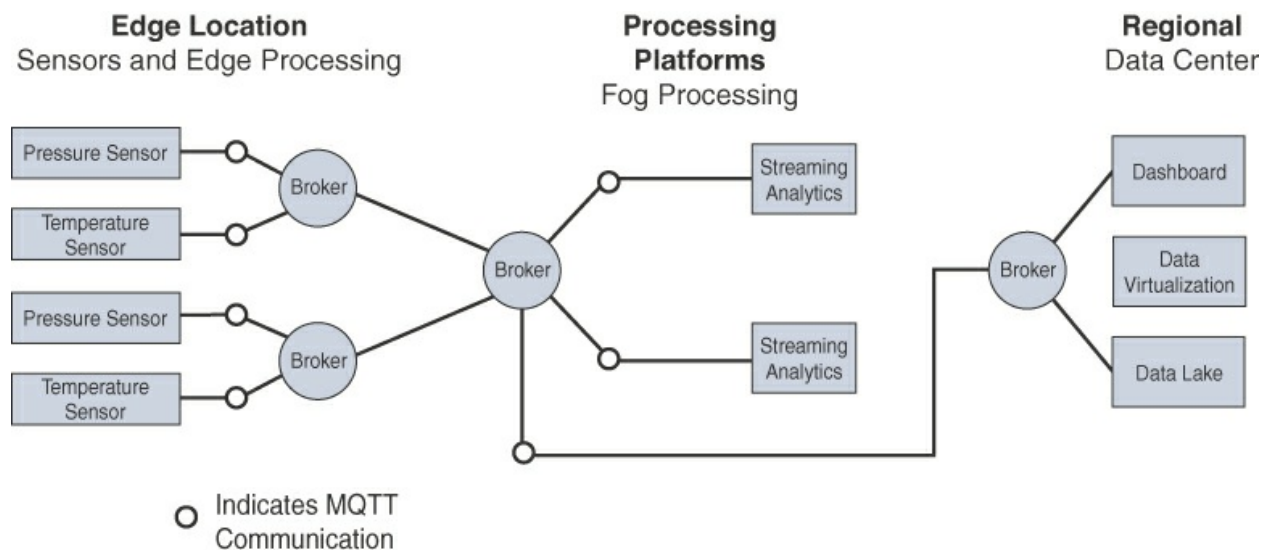 Edge Location
Sensors and Edge Processing
Processing
Platforms
Fog Processing
Regional
Data Center
Pressure Sensor
Temperature
Sensor
Pressure Sensor
Temperature
Sensor
Broker
Broker
Broker
Streaming
Analytics
Streaming
Analytics
Broker
Dashboard
Data
Virtualization
Data Lake
Indicates MQTT
Communication